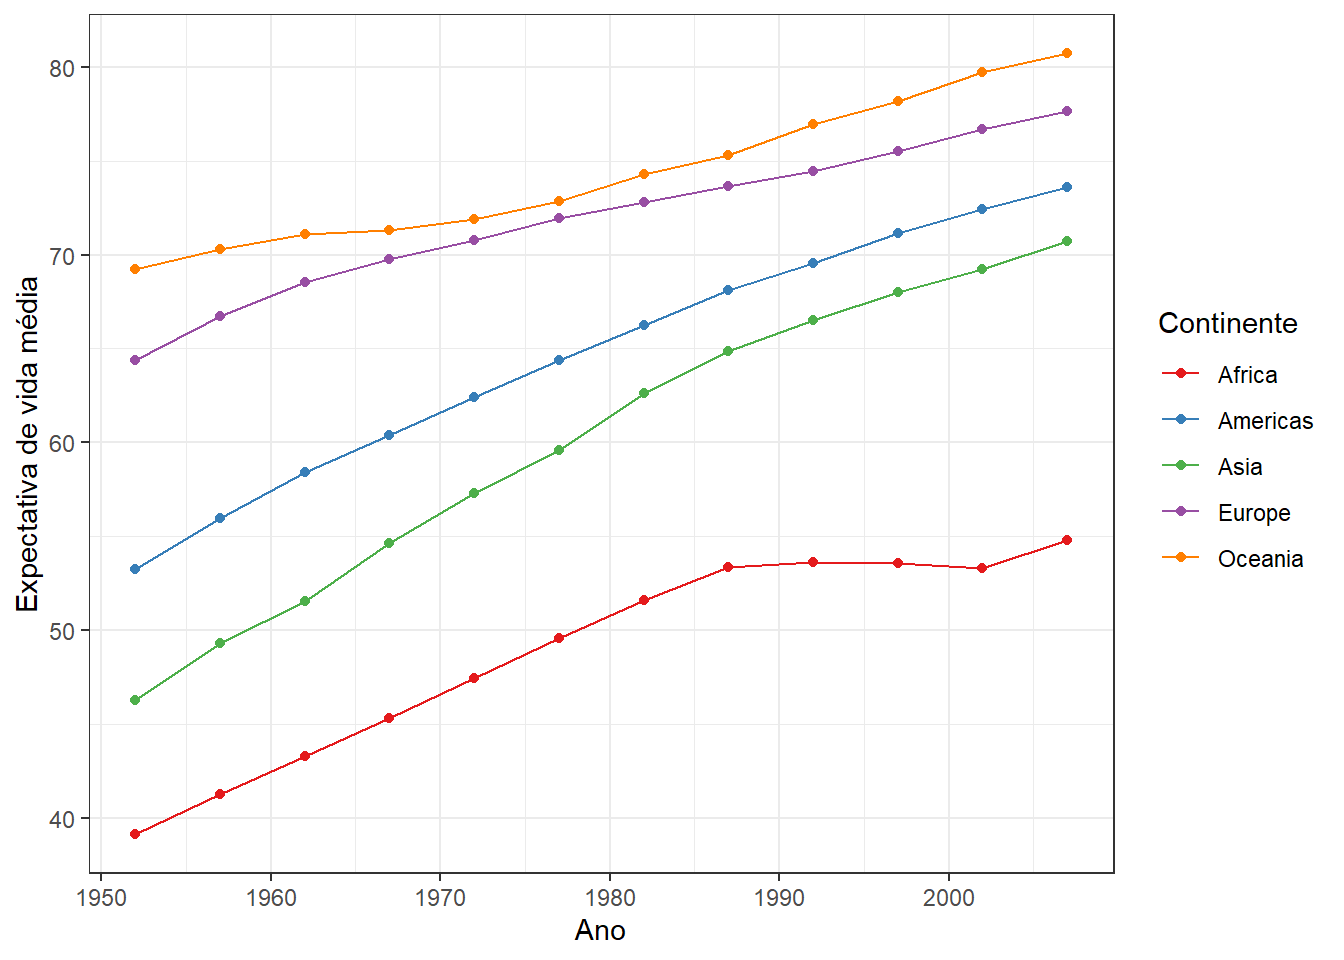 80
70
60
50
40
Expectativa de vida média
1950 1960 1970 1980 1990 2000
Ano
Continente
Africa
Americas
Asia
Europe
Oceania